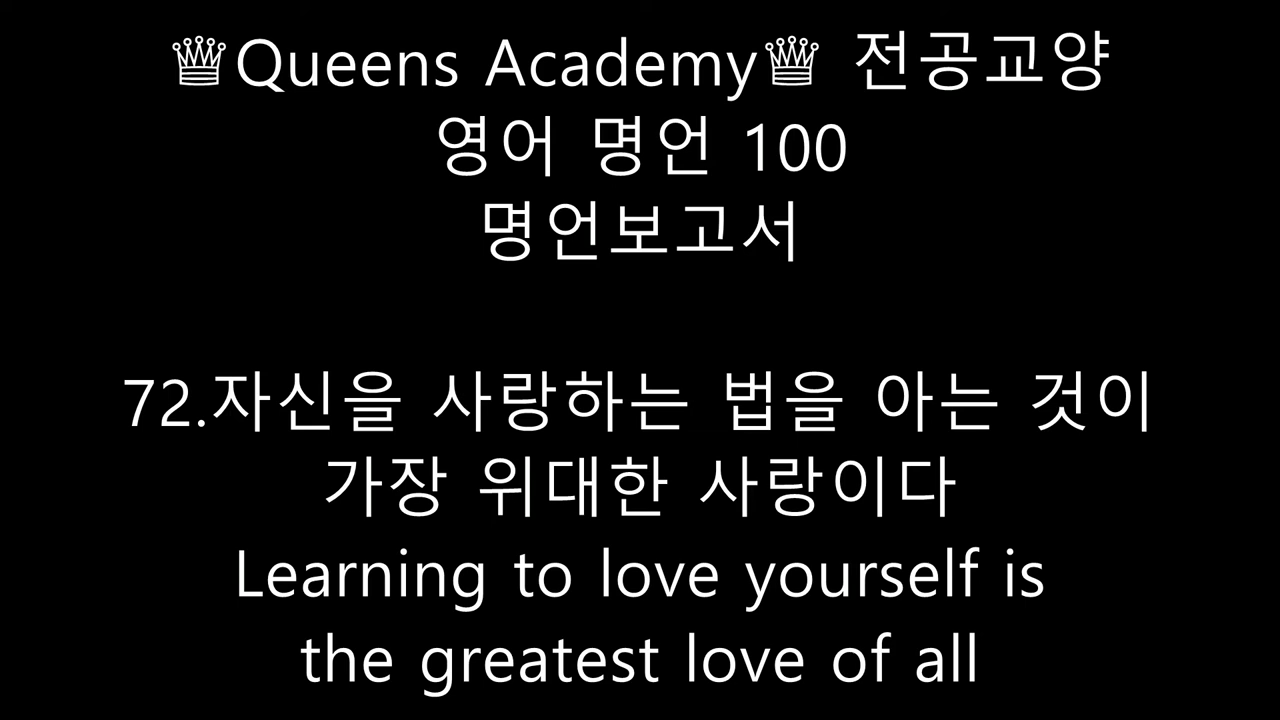 ♕Queens Academy♕ 전공교양
영어 명언 100
명언보고서
72.자신을 사랑하는 법을 아는 것이
가장 위대한 사랑이다
Learning to love yourself is
the greatest love of all